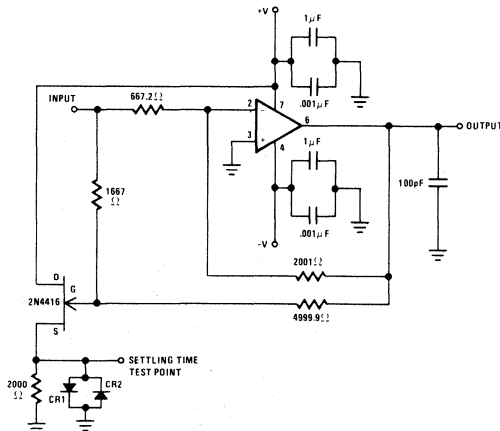 +V
1μF
.001μF
INPUT
667.2Ω
2
7
6
3
4
OUTPUT
1μF
.001μF
100pF
1667
Ω
-V
2001Ω
4999.9Ω
D
G
2N4416
S
SETTLING TIME
TEST POINT
2000
Ω
CR1
CR2